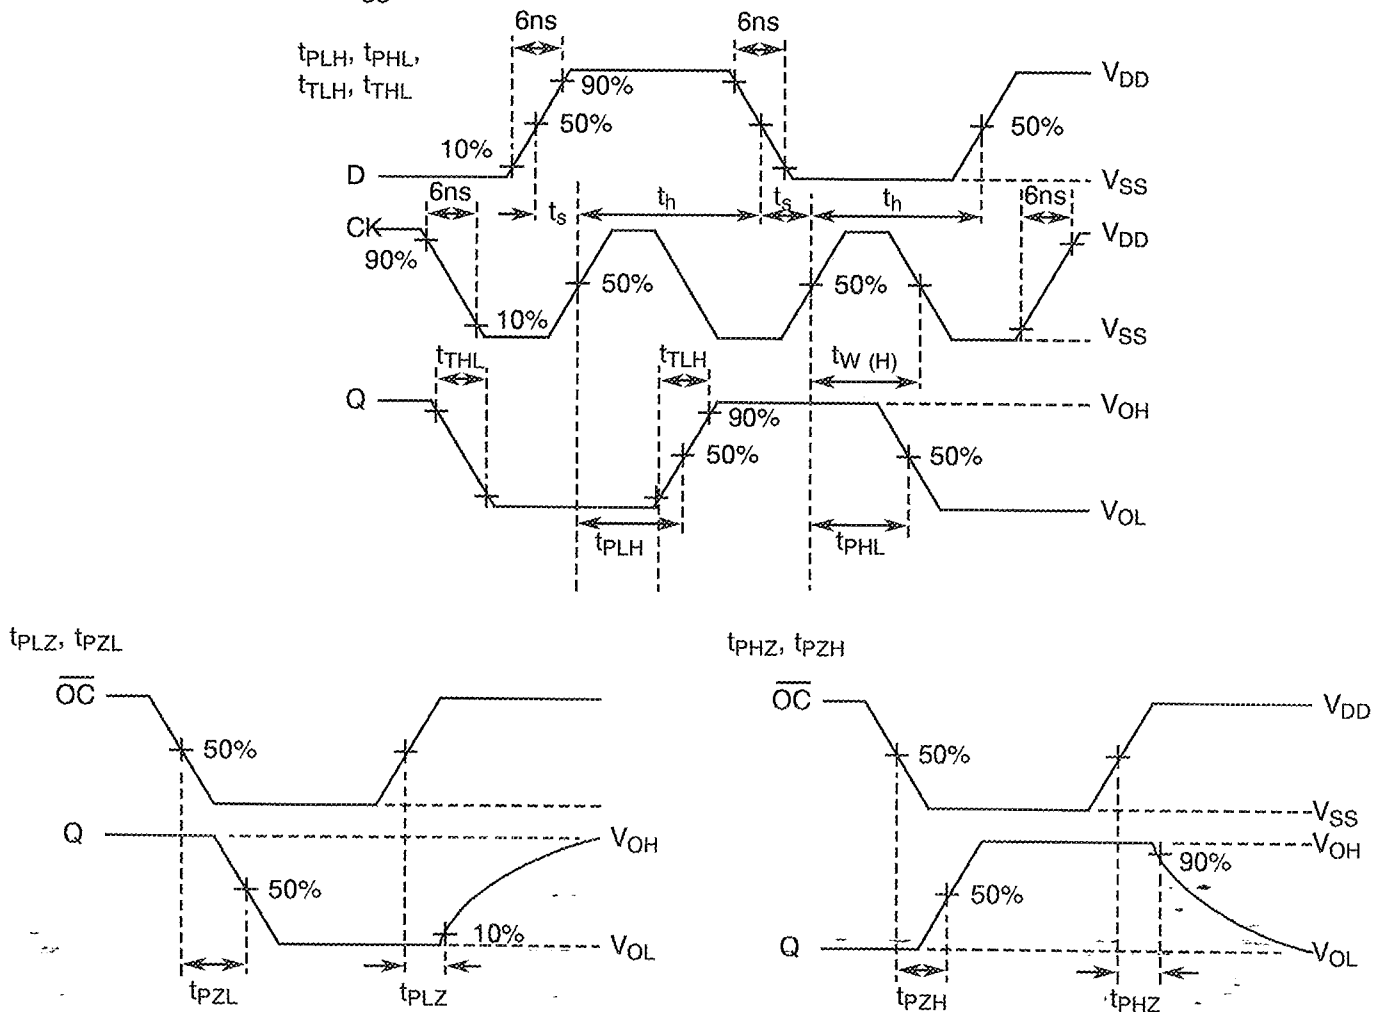 6ns 6ns
tPLH, tPHL,
tTLH, tTHL
90% VDD
50% 50%
10%
D VSS
6ns ts th ts th 6ns
CK VDD
90% 50% 50%
10% VSS
tTHL tTLH tW (H)
Q VOH
90%
50% 50%
VOL
tPLH tPHL
tPLZ, tPZL
OC
50%
Q VOH
50%
10% VOL
tPZL tPLZ
tPHZ, tPZH
OC VDD
50%
VSS
VOH
90%
50%
Q VOL
tPZH tPHZ